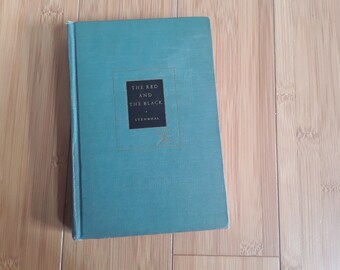 THE RED
AND
THE BLACK
STENDHAL